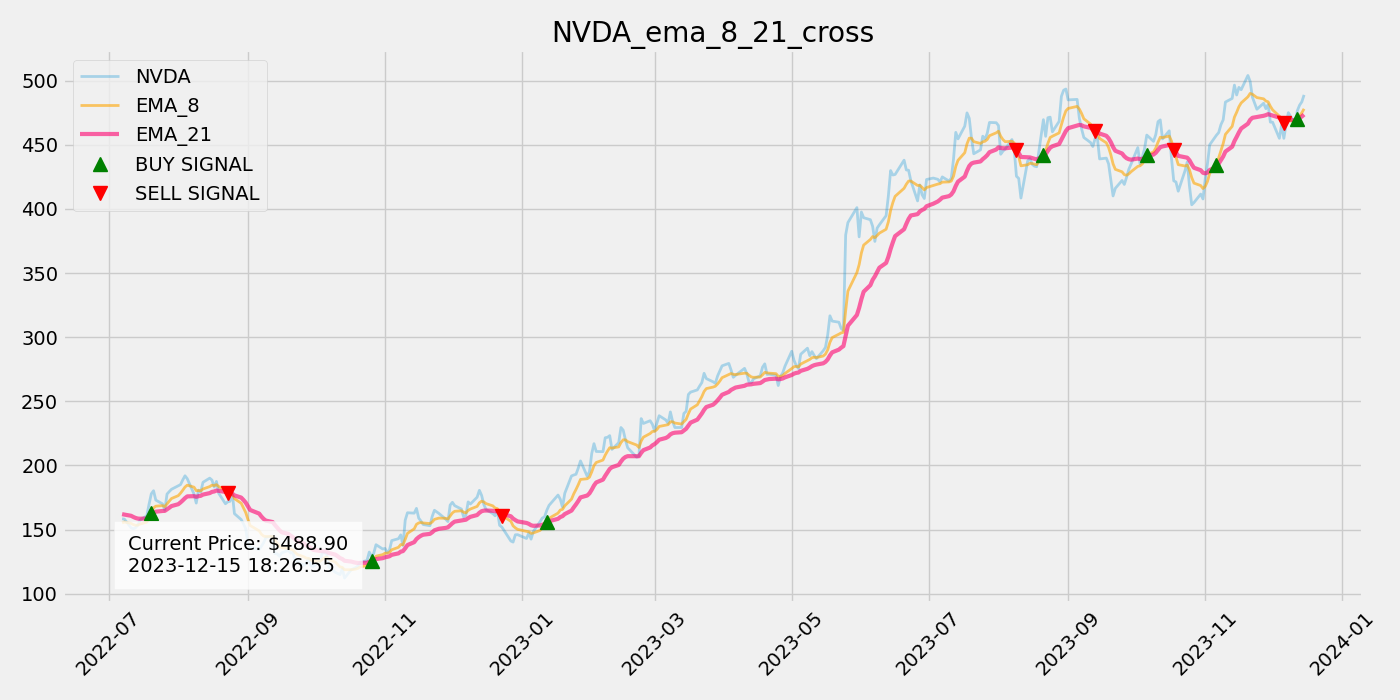 NVDA_ema_8_21_cross
NVDA
EMA_8
EMA_21
BUY SIGNAL
SELL SIGNAL
500
450
400
350
300
250
200
150
100
Current Price: $488.90
2023-12-15 18:26:55
2022-07
2022-09
2022-11
2023-01
2023-03
2023-05
2023-07
2023-09
2023-11
2024-01